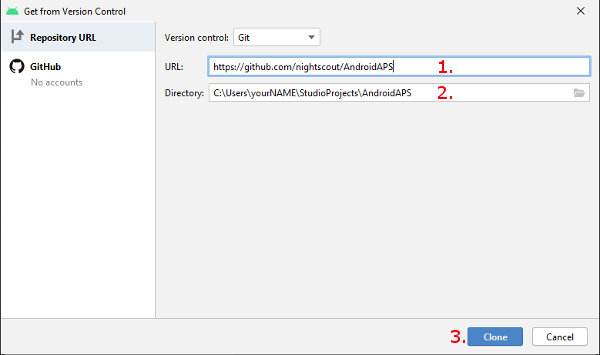 Get from Version Control
Repository URL
GitHub
No accounts
Version control: Git
URL: https://github.com/nightscout/AndroidAPS 1.
Directory: C:\Users\yourNAME\StudioProjects\AndroidAPS 2.
3. Clone Cancel